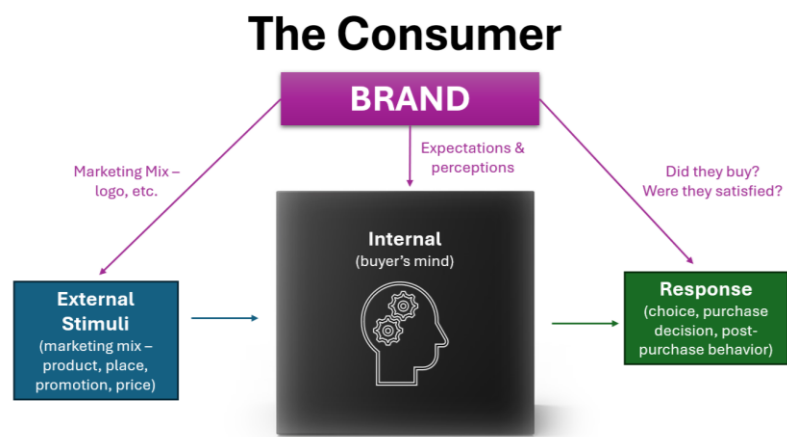 The Consumer
BRAND
Marketing Mix –
logo, etc.
Expectations &
perceptions
Did they buy?
Were they satisfied?
Internal
(buyer's mind)
External
Stimuli
(marketing mix –
product, place,
promotion, price)
Response
(choice, purchase
decision, post-
purchase behavior)